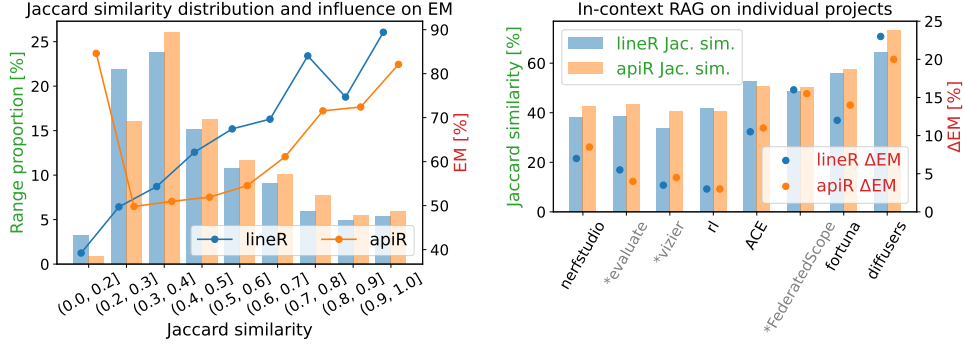 Jaccard similarity distribution and influence on EM
Range proportion [%]
25
20
15
10
5
0
90
80
70
60
50
40
EM [%]
lineR
apiR
(0.0, 0.2]
(0.2, 0.3]
(0.3, 0.4]
(0.4, 0.5]
(0.5, 0.6]
(0.6, 0.7]
(0.7, 0.8]
(0.8, 0.9]
(0.9, 1.0]
Jaccard similarity
In-context RAG on individual projects
Jaccard similarity [%]
60
40
20
0
lineR Jac. sim.
apiR Jac. sim.
25
20
15
10
5
0
ΔEM [%]
lineR ΔEM
apiR ΔEM
nerfstudio
*evaluate
*vizier
rl
ACE
*FederatedScope
fortuna
diffusers